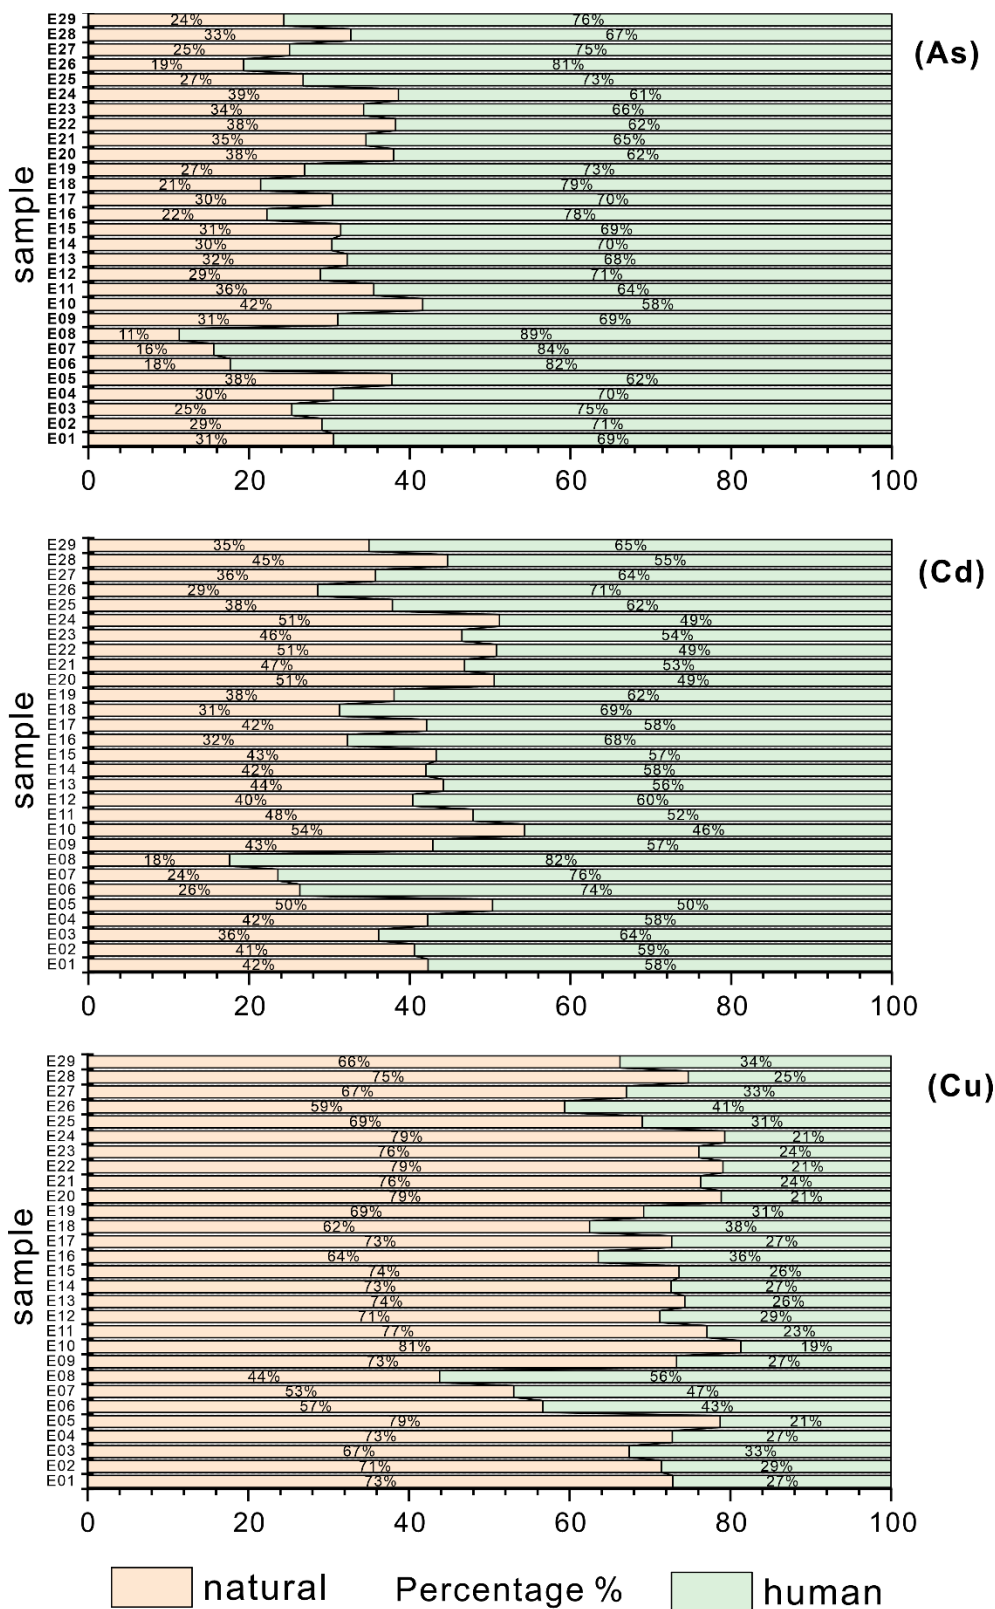 E29 24% 76%
E28 33% 67%
E27 25% 75%
(As)
E26 19% 81%
E25 27% 73%
E24 39% 61%
E23 34% 66%
E22 38% 62%
E21 35% 65%
E20 38% 62%
E19 27% 73%
E18 21% 79%
E17 30% 70%
E16 22% 78%
sample
E15 31% 69%
E14 30% 70%
E13 32% 68%
E12 29% 71%
E11 36% 64%
E10 42% 58%
E09 31% 69%
E08 11% 89%
E07 16% 84%
E06 18% 82%
E05 38% 62%
E04 30% 70%
E03 25% 75%
E02 29% 71%
E01 31% 69%
0 20 40 60 80 100
E29 35% 65%
E28 45% 55%
E27 36% 64%
(Cd)
E26 29% 71%
E25 38% 62%
E24 51% 49%
E23 46% 54%
E22 51% 49%
E21 47% 53%
E20 51% 49%
E19 38% 62%
E18 31% 69%
E17 42% 58%
E16 32% 68%
sample
E15 43% 57%
E14 42% 58%
E13 44% 56%
E12 40% 60%
E11 48% 52%
E10 54% 46%
E09 43% 57%
E08 18% 82%
E07 24% 76%
E06 26% 74%
E05 50% 50%
E04 42% 58%
E03 36% 64%
E02 41% 59%
E01 42% 58%
0 20 40 60 80 100
E29 66% 34%
E28 75% 25%
E27 67% 33%
(Cu)
E26 59% 41%
E25 69% 31%
E24 79% 21%
E23 76% 24%
E22 79% 21%
E21 76% 24%
E20 79% 21%
E19 69% 31%
E18 62% 38%
E17 73% 27%
E16 64% 36%
sample
E15 74% 26%
E14 73% 27%
E13 74% 26%
E12 71% 29%
E11 77% 23%
E10 81% 19%
E09 73% 27%
E08 44% 56%
E07 53% 47%
E06 57% 43%
E05 79% 21%
E04 73% 27%
E03 67% 33%
E02 71% 29%
E01 73% 27%
0 20 40 60 80 100
natural Percentage % human